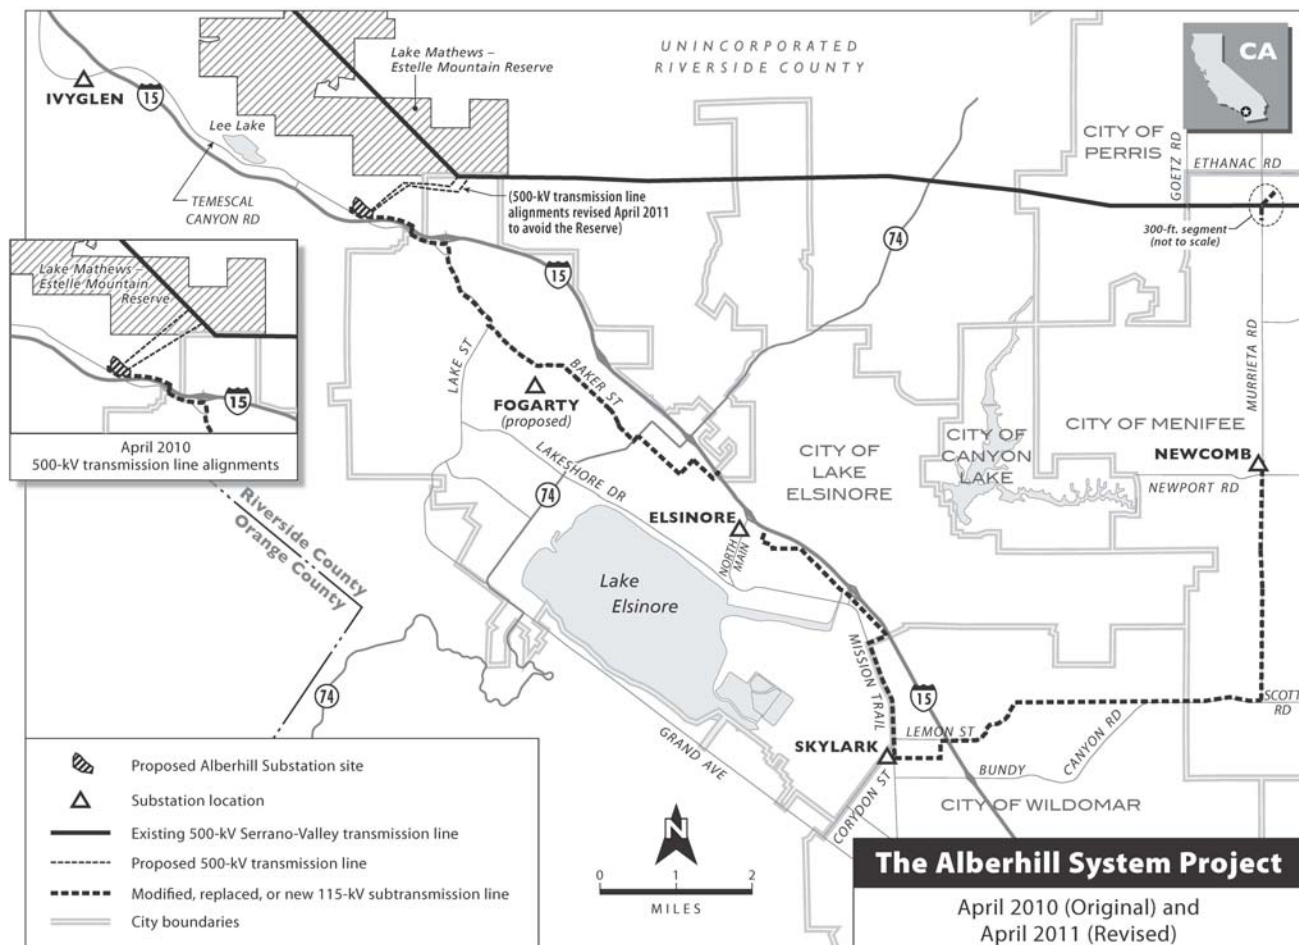 UNINCORPORATED
RIVERSIDE COUNTY
CA
Lake Mathews –
Estelle Mountain Reserve
IVYGLEN
15
Lee Lake
TEMESCAL
CANYON RD
(500-kV transmission line
alignments revised April 2011
to avoid the Reserve)
CITY OF
PERRIS
GOETZ RD
ETHANAC RD
74
300-ft. segment
(not to scale)
15
MURRIETA RD
Lake Mathews –
Estelle Mountain
Reserve
15
April 2010
500-kV transmission line alignments
LAKE ST
BAKER ST
FOGARTY
(proposed)
LAKESHORE DR
74
CITY OF
LAKE
ELSINORE
CITY OF
CANYON
LAKE
CITY OF MENIFEE
NEWCOMB
NEWPORT RD
ELSINORE
NORTH
MAIN
Riverside County
Orange County
Lake
Elsinore
MISSION
TRAIL
74
15
SCOTT
RD
LEMON ST
CANYON RD
SKYLARK
BUNDY
GRAND AVE
CORYDON ST
CITY OF WILDOMAR
Proposed Alberhill Substation site
Substation location
Existing 500-kV Serrano-Valley transmission line
Proposed 500-kV transmission line
Modified, replaced, or new 115-kV subtransmission line
City boundaries
N
0 1 2
MILES
The Alberhill System Project
April 2010 (Original) and
April 2011 (Revised)